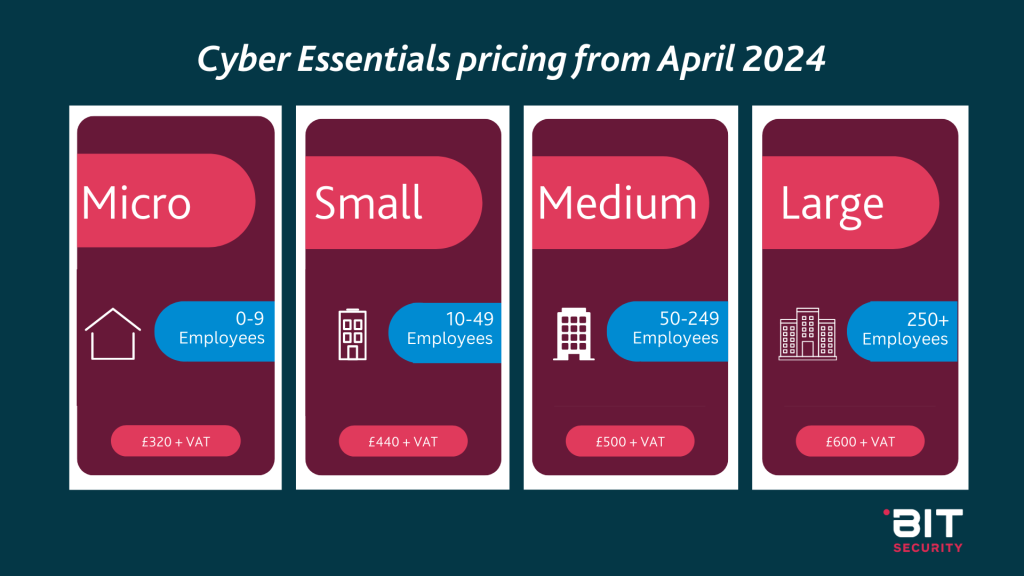 Cyber Essentials pricing from April 2024
Micro
0-9
Employees
£320 + VAT
Small
10-49
Employees
£440 + VAT
Medium
50-249
Employees
£500 + VAT
Large
250+
Employees
£600 + VAT
BIT
SECURITY